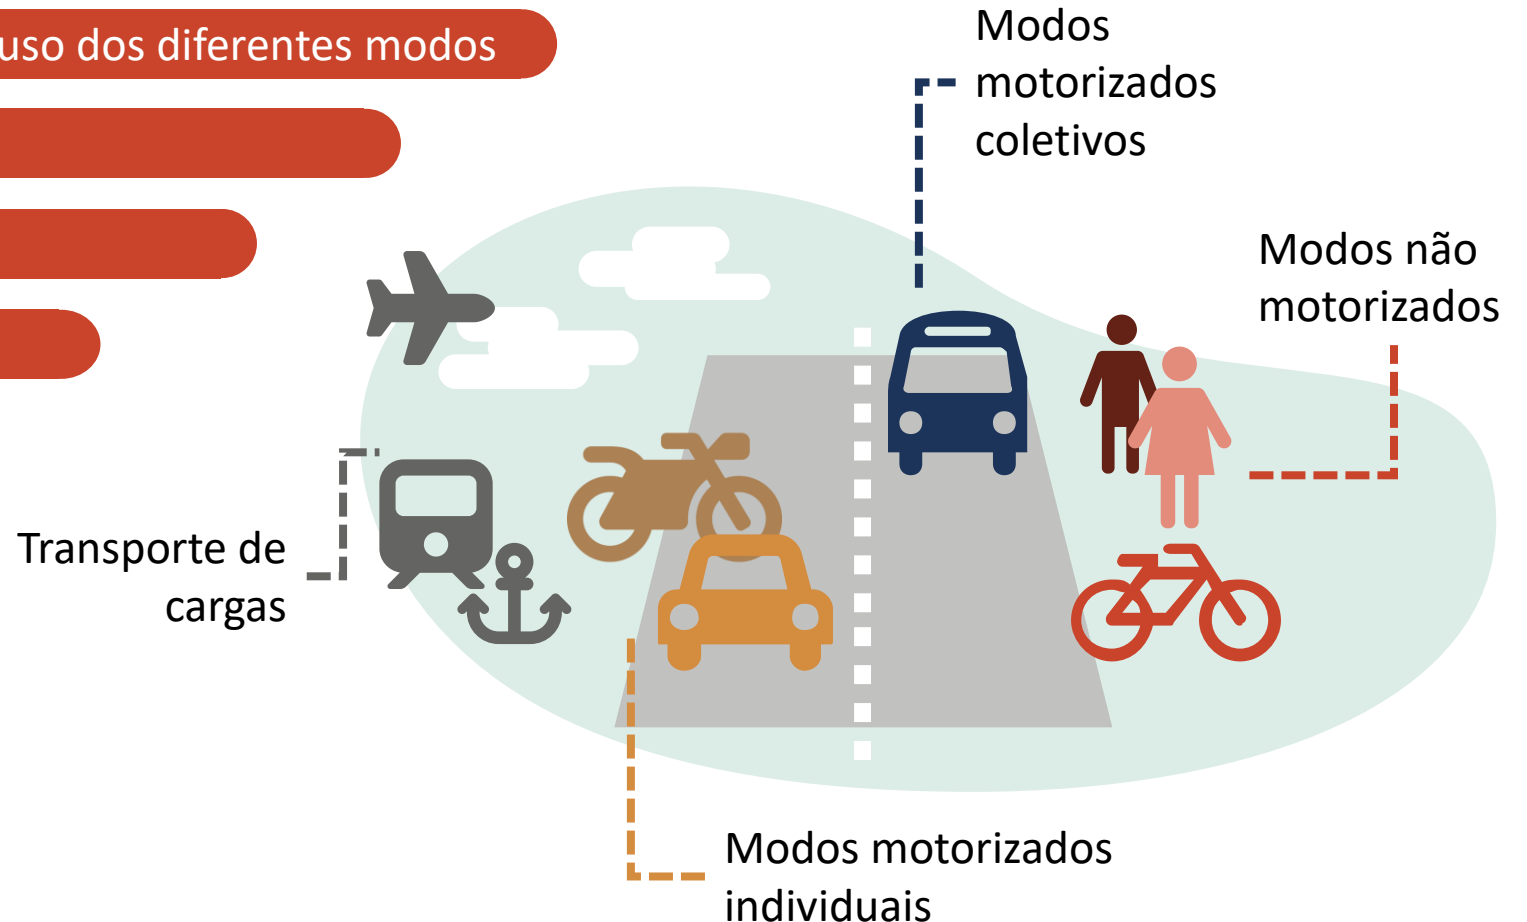 uso dos diferentes modos
Modos
motorizados
coletivos
Modos não
motorizados
Transporte de
cargas
Modos motorizados
individuais